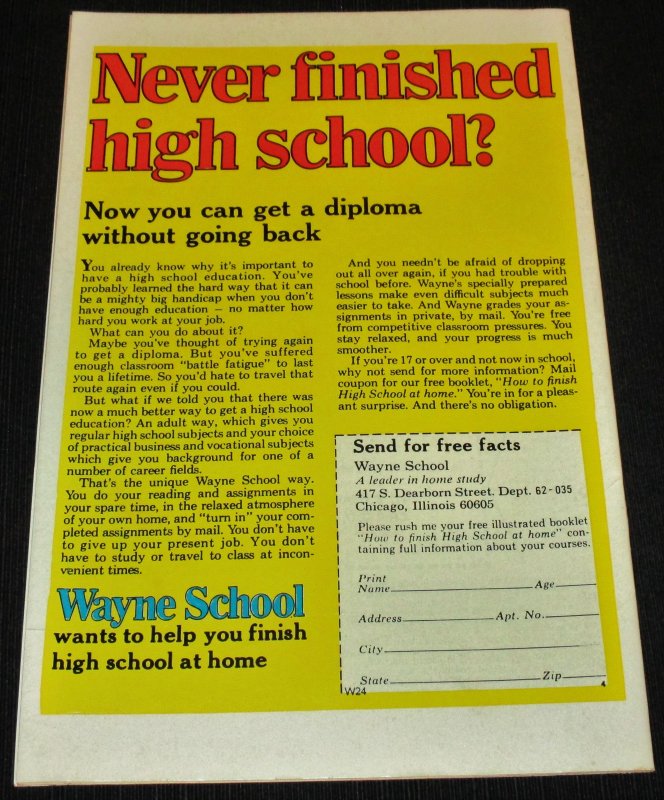 Never finished
high school?
Now you can get a diploma
without going back
You already know why it's important to
have a high school education. You've
probably learned the hard way that it can
be a mighty big handicap when you don't
have enough education — no matter how
hard you work at your job.
What can you do about it?
Maybe you've thought of trying again
to get a diploma. But you've suffered
enough classroom "battle fatigue" to last
you a lifetime. So you'd hate to travel that
route again even if you could.
But what if we told you that there was
now a much better way to get a high school
education? An adult way, which gives you
regular high school subjects and your choice
of practical business and vocational subjects
which give you background for one of a
number of career fields.
That's the unique Wayne School way.
You do your reading and assignments in
your spare time, in the relaxed atmosphere
of your own home, and "turn in" your com-
pleted assignments by mail. You don't have
to give up your present job. You don't
have to study or travel to class at incon-
venient times.
Wayne School
wants to help you finish
high school at home
And you needn't be afraid of dropping
out all over again, if you had trouble with
school before. Wayne's specially prepared
lessons make even difficult subjects much
easier to take. And Wayne grades your as-
signments in private, by mail. You're free
from competitive classroom pressures. You
stay relaxed, and your progress is much
smoother.
If you're 17 or over and not now in school,
why not send for more information? Mail
coupon for our free booklet, "How to finish
High School at home." You're in for a pleas-
ant surprise. And there's no obligation.
Send for free facts
Wayne School
A leader in home study
417 S. Dearborn Street. Dept. 62-035
Chicago, Illinois 60605
Please rush me your free illustrated booklet
"How to finish High School at home" con-
taining full information about your courses.
Print
Name Age
Address Apt. No.
City
State Zip
W24 4